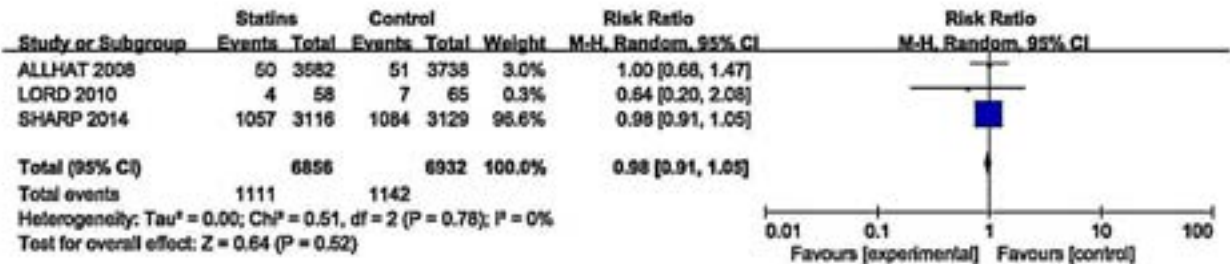 Statins Control Risk Ratio Risk Ratio
Study or Subgroup Events Total Events Total Weight M-H, Random, 95% CI M-H, Random, 95% CI
ALLHAT 2008 50 3682 51 3738 3.0% 1.00 [0.68, 1.47]
LORD 2010 4 58 7 65 0.3% 0.64 [0.20, 2.08]
SHARP 2014 1057 3116 1084 3129 96.6% 0.98 [0.91, 1.05]
Total (95% CI) 6856 6932 100.0% 0.98 [0.91, 1.05]
Total events 1111 1142
Heterogeneity: Tau² = 0.00; Chi² = 0.51, df = 2 (P = 0.78); I² = 0%
Test for overall effect: Z = 0.64 (P = 0.52)
0.01 0.1 1 10 100
Favours [experimental] Favours [control]